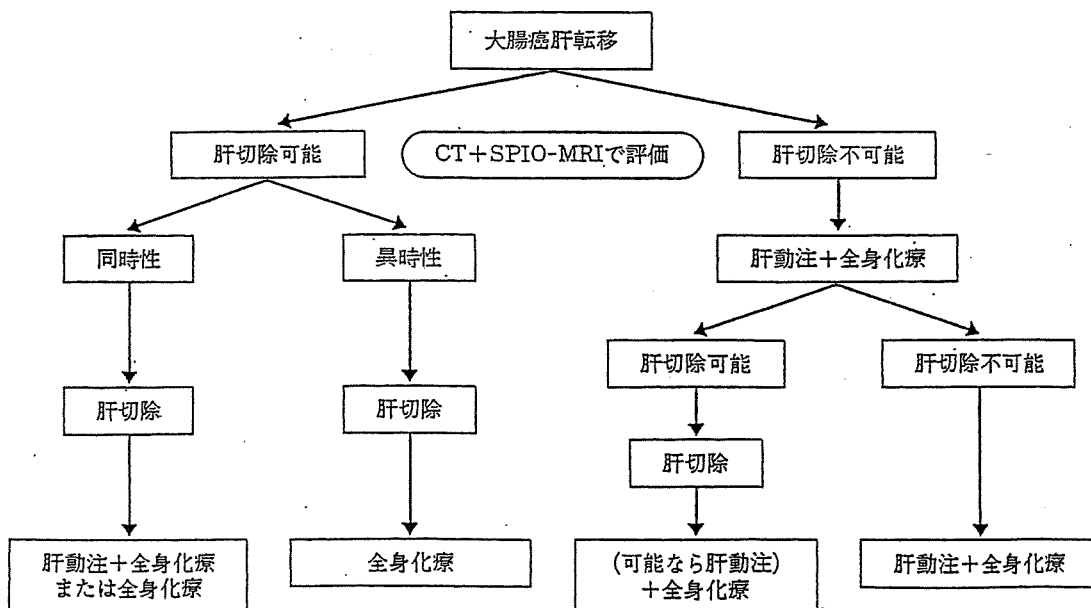 大腸癌肝転移
肝切除可能
CT+SPIO-MRIで評価
肝切除不可能
同時性
異時性
肝動注+全身化療
肝切除可能
肝切除不可能
肝切除
肝切除
肝切除
肝動注+全身化療
または全身化療
全身化療
(可能なら肝動注)
+全身化療
肝動注+全身化療